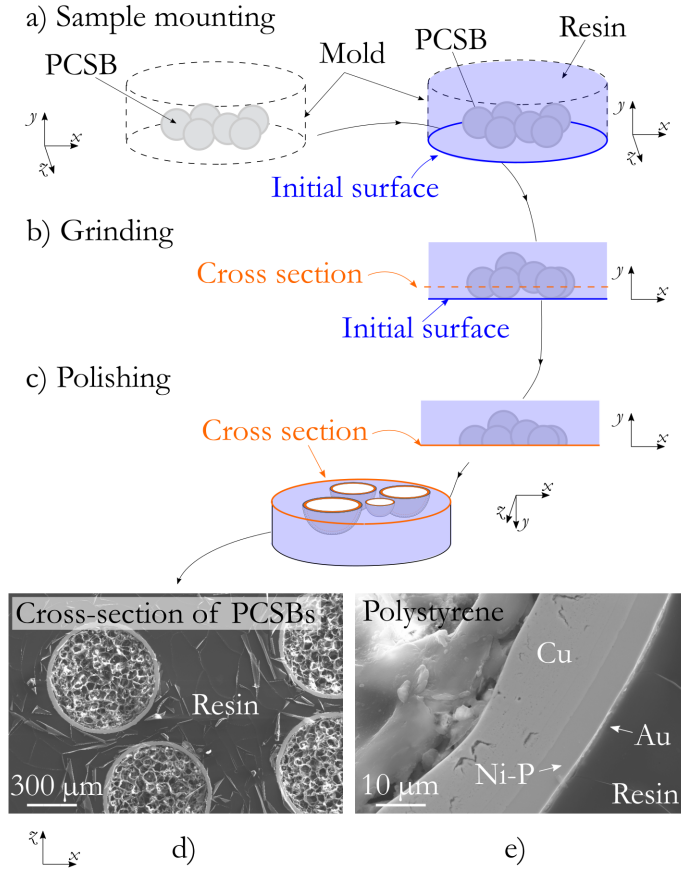 a) Sample mounting
PCSB
Mold
PCSB
Resin
y
x
z
y
x
z
Initial surface
b) Grinding
Cross section
Initial surface
y
x
c) Polishing
Cross section
y
x
x
z
y
Cross-section of PCSBs
Resin
300 μm
Polystyrene
Cu
Ni-P
Au
Resin
10 μm
z
x
d)
e)